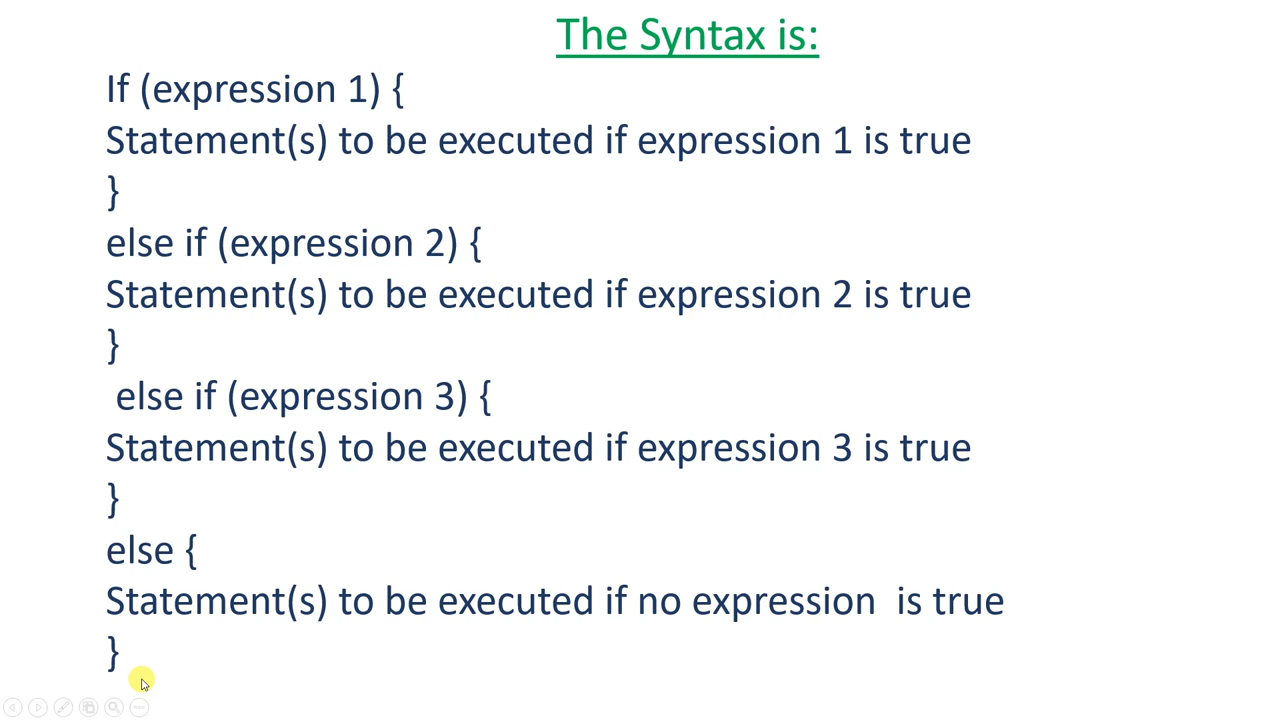 The Syntax is:
If (expression 1) {
Statement(s) to be executed if expression 1 is true
}
else if (expression 2) {
Statement(s) to be executed if expression 2 is true
}
else if (expression 3) {
Statement(s) to be executed if expression 3 is true
}
else {
Statement(s) to be executed if no expression  is true
}